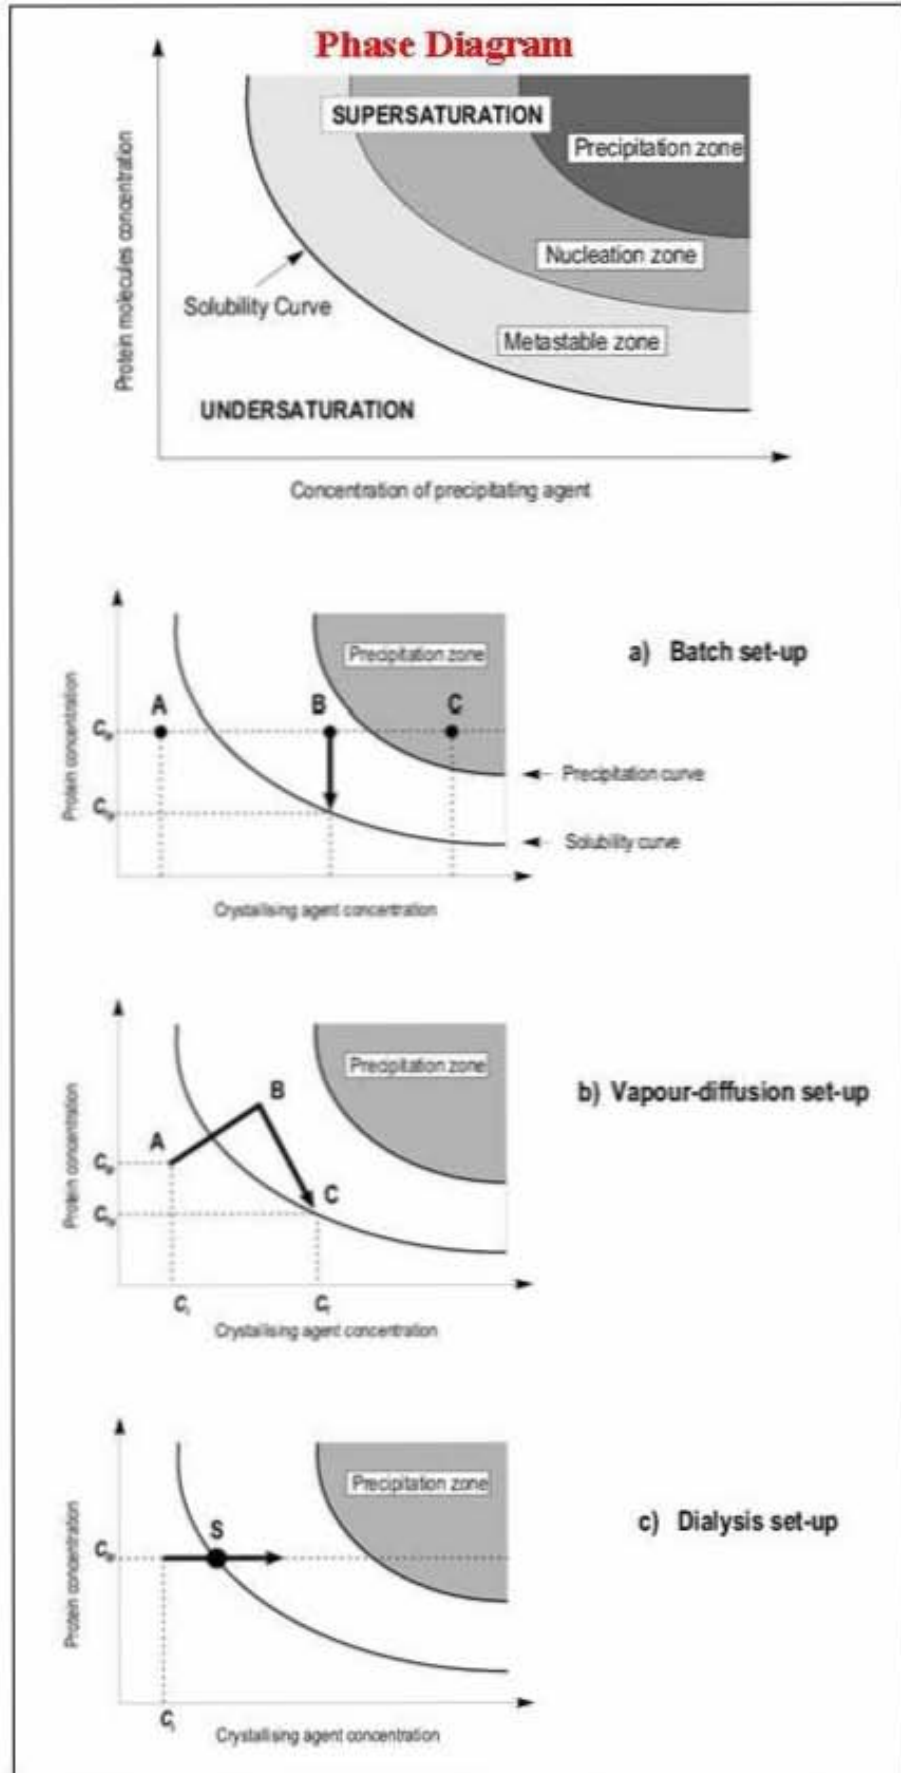 Phase Diagram
Protein molecules concentration
SUPERSATURATION
Precipitation zone
Nucleation zone
Solubility Curve
Metastable zone
UNDERSATURATION
Concentration of precipitating agent
a) Batch set-up
Protein concentration
Precipitation zone
A
B
C
Precipitation curve
Solubility curve
Crystallising agent concentration
b) Vapour-diffusion set-up
Protein concentration
Precipitation zone
B
A
C
Crystallising agent concentration
c) Dialysis set-up
Protein concentration
Precipitation zone
S
Crystallising agent concentration